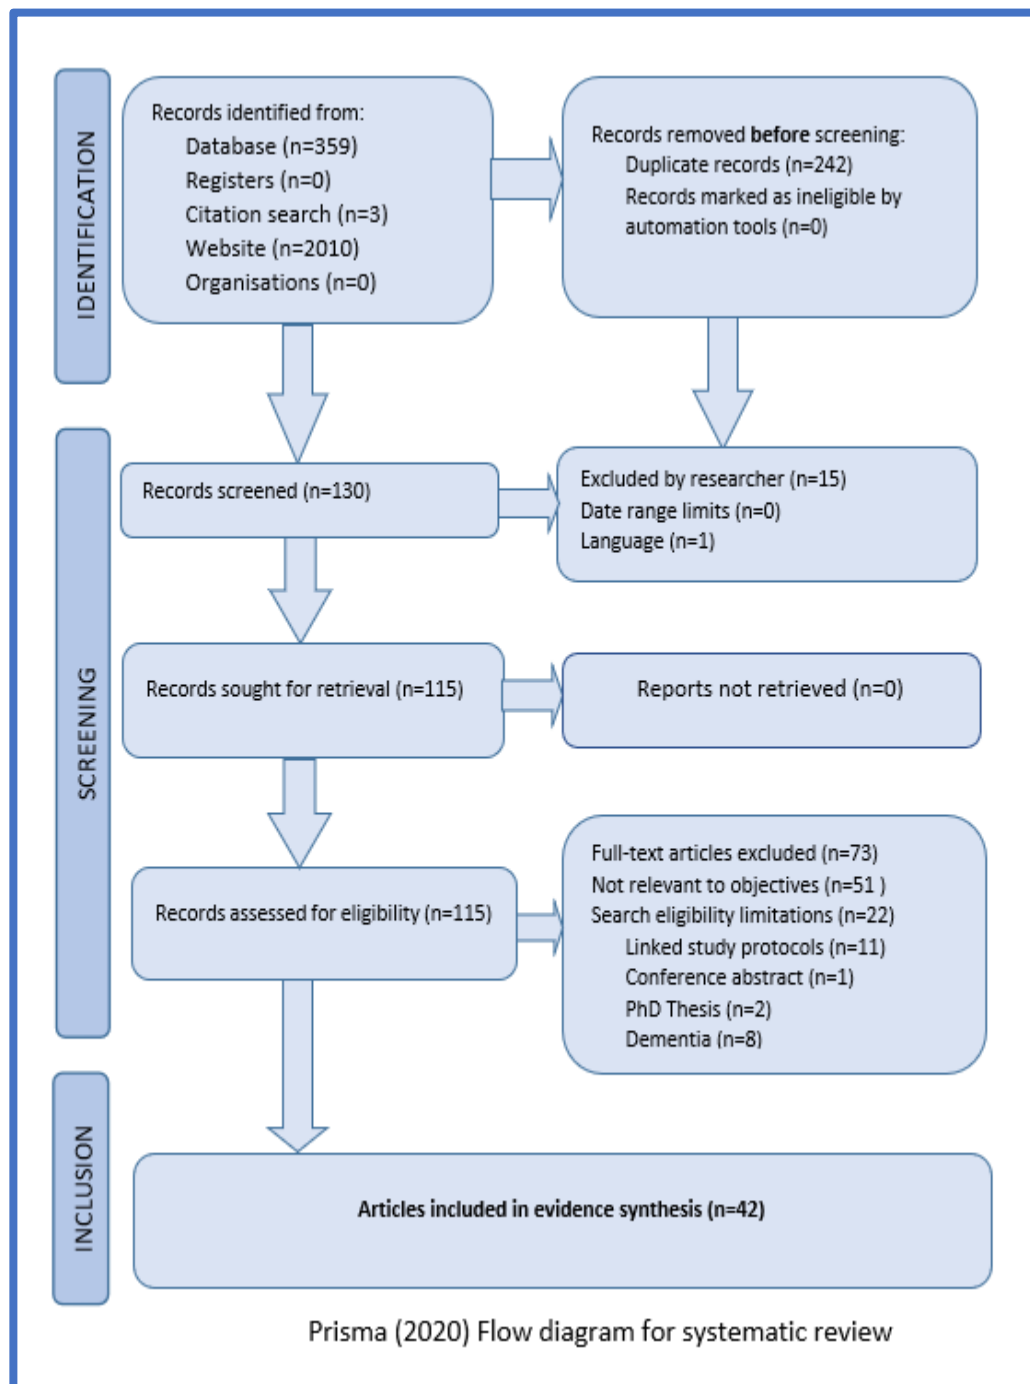 IDENTIFICATION
Records identified from:
Database (n=359)
Registers (n=0)
Citation search (n=3)
Website (n=2010)
Organisations (n=0)
Records removed before screening:
Duplicate records (n=242)
Records marked as ineligible by
automation tools (n=0)
SCREENING
Records screened (n=130)
Excluded by researcher (n=15)
Date range limits (n=0)
Language (n=1)
Records sought for retrieval (n=115)
Reports not retrieved (n=0)
Records assessed for eligibility (n=115)
Full-text articles excluded (n=73)
Not relevant to objectives (n=51 )
Search eligibility limitations (n=22)
Linked study protocols (n=11)
Conference abstract (n=1)
PhD Thesis (n=2)
Dementia (n=8)
INCLUSION
Articles included in evidence synthesis (n=42)
Prisma (2020) Flow diagram for systematic review